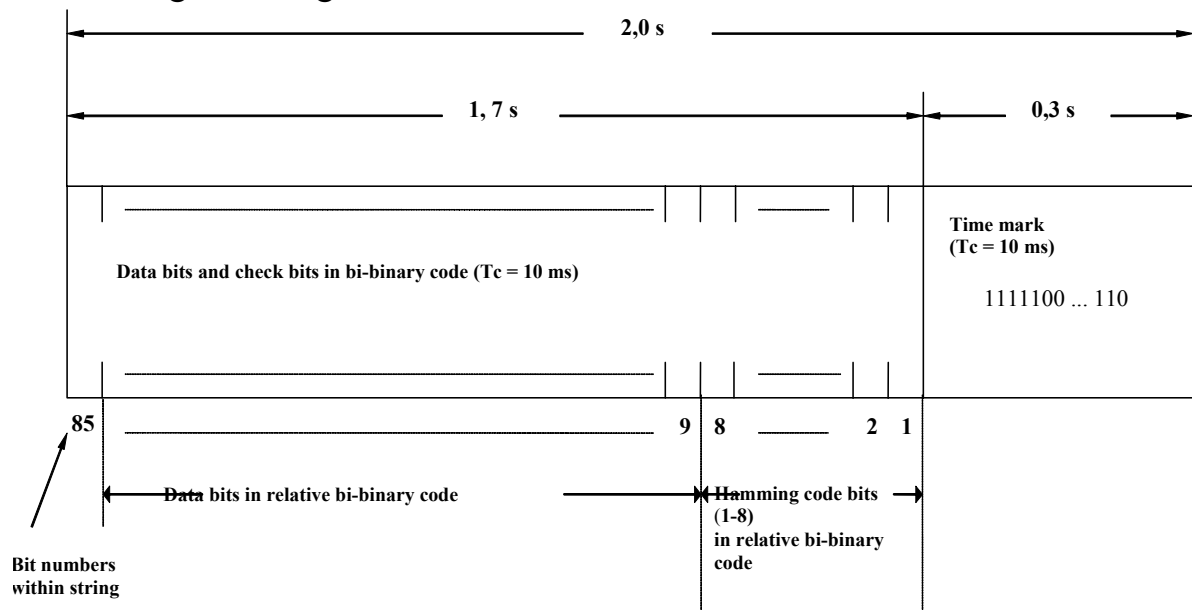 2,0 s
1, 7 s
0,3 s
Time mark
(Tc = 10 ms)
Data bits and check bits in bi-binary code (Tc = 10 ms)
1111100 ... 110
85
9
8
2
1
Data bits in relative bi-binary code
Hamming code bits
(1-8)
in relative bi-binary
code
Bit numbers
within string